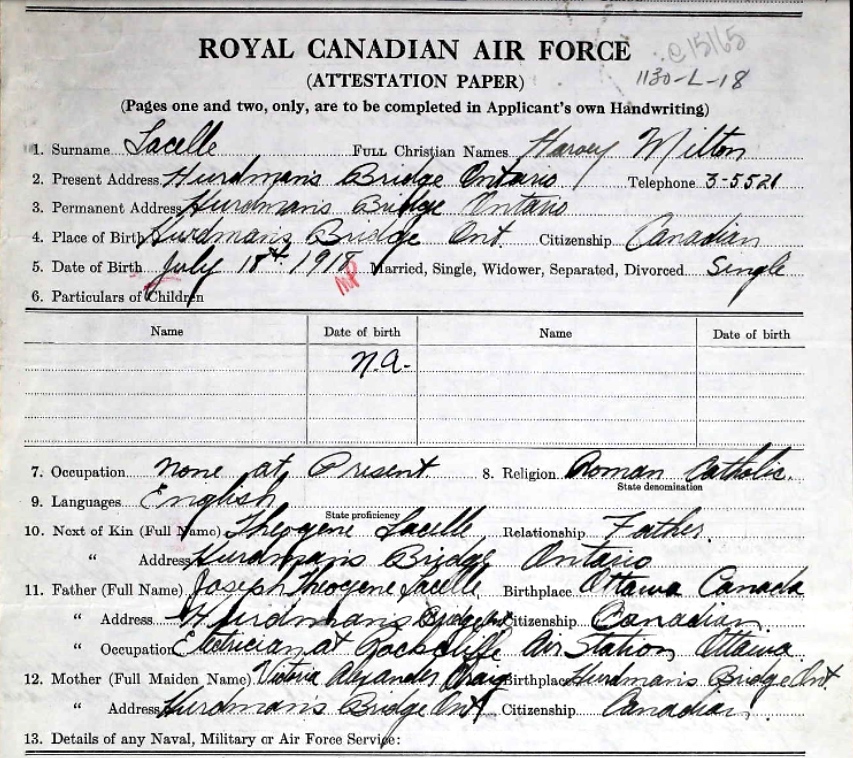 ROYAL CANADIAN AIR FORCE
C15165
(ATTESTATION PAPER)
1130-L-18
(Pages one and two, only, are to be completed in Applicant's own Handwriting)
1. Surname Lacelle FULL Christian Names Harvey Milton
2. Present Address Hurdman's Bridge Ontario Telephone 3-5521
3. Permanent Address Hurdman's Bridge Ontario
4. Place of Birth Hurdman's Bridge Ont. Citizenship Canadian
5. Date of Birth July 18th 1918 Married, Single, Widower, Separated, Divorced Single
6. Particulars of Children
Name Date of birth Name Date of birth
N.A.
7. Occupation None at Present 8. Religion Roman Catholic.
State denomination
9. Languages English
State proficiency
10. Next of Kin (Full Name) Theogene Lacelle Relationship Father.
" Address Hurdman's Bridge Ontario
11. Father (Full Name) Joseph Theogene Lacelle Birthplace Ottawa Canada
" Address Hurdmans Bridge Ont Citizenship Canadian
" Occupation Electrician at Rockcliffe Air Station Ottawa
12. Mother (Full Maiden Name) Victoria Alexander Craig Birthplace Hurdman's Bridge Ont
" Address Hurdmans Bridge Ont Citizenship Canadian
13. Details of any Naval, Military or Air Force Service: